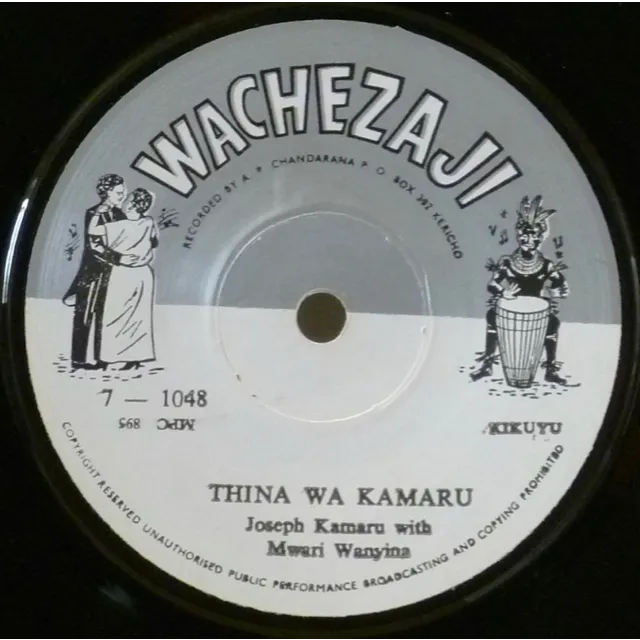 WACHEZAJI
RECORDED BY A. P. CHANDARANA P. O. BOX 397 KERICHO
7 — 1048
MPC 895
KIKUYU
THINA WA KAMARU
Joseph Kamaru with
Mwari Wanyina
COPYRIGHT RESERVED UNAUTHORISED PUBLIC PERFORMANCE BROADCASTING AND COPYING PROHIBITED